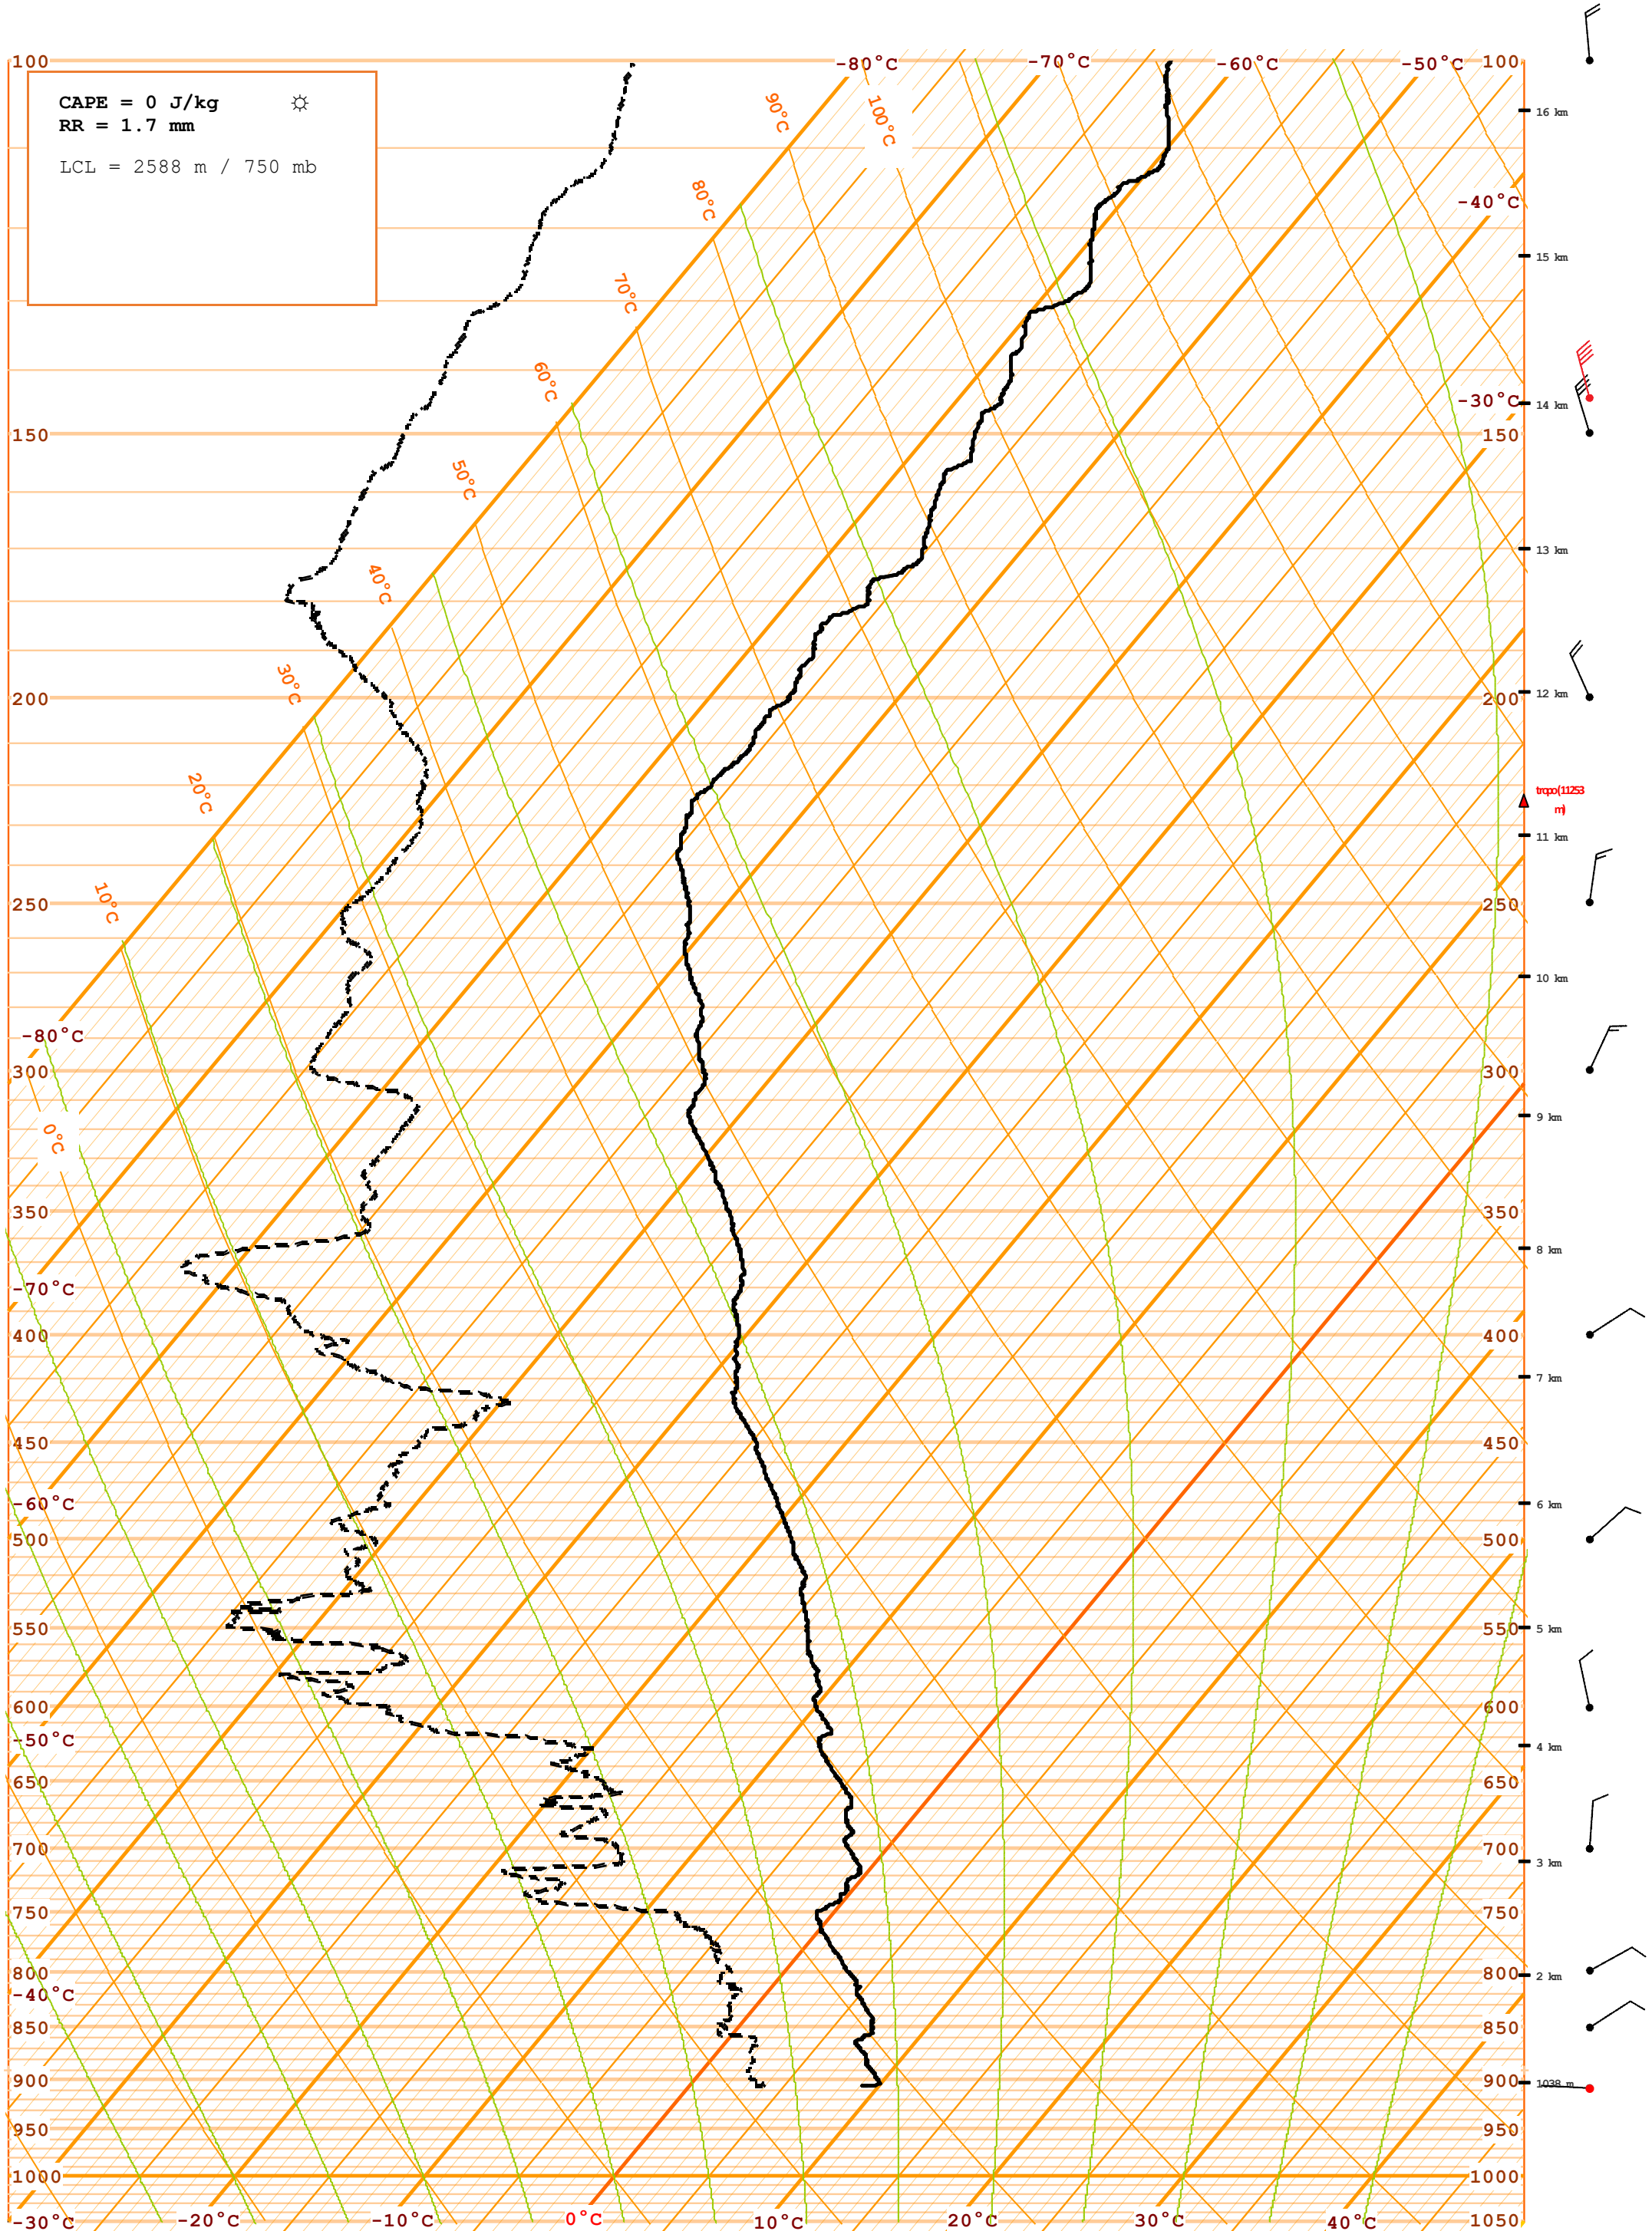 -80°C -70°C -60°C -50°C
100 100
CAPE = 0 J/kg
RR = 1.7 mm
LCL = 2588 m / 750 mb
90°C 100°C
16 km
80°C
-40°C
15 km
70°C
60°C
-30°C
14 km
150 150
50°C
13 km
40°C
30°C
12 km
200 200
20°C
tropo(11253
m)
11 km
10°C
250 250
10 km
-80°C
300 300
9 km
0°C
350 350
8 km
-70°C
400 400
7 km
450 450
-60°C
6 km
500 500
550 550
5 km
600 600
-50°C
4 km
650 650
700 700
3 km
750 750
800 800
2 km
-40°C
850 850
900 900
1038 m
950 950
1000 1000
-30°C -20°C -10°C 0°C 10°C 20°C 30°C 40°C 1050